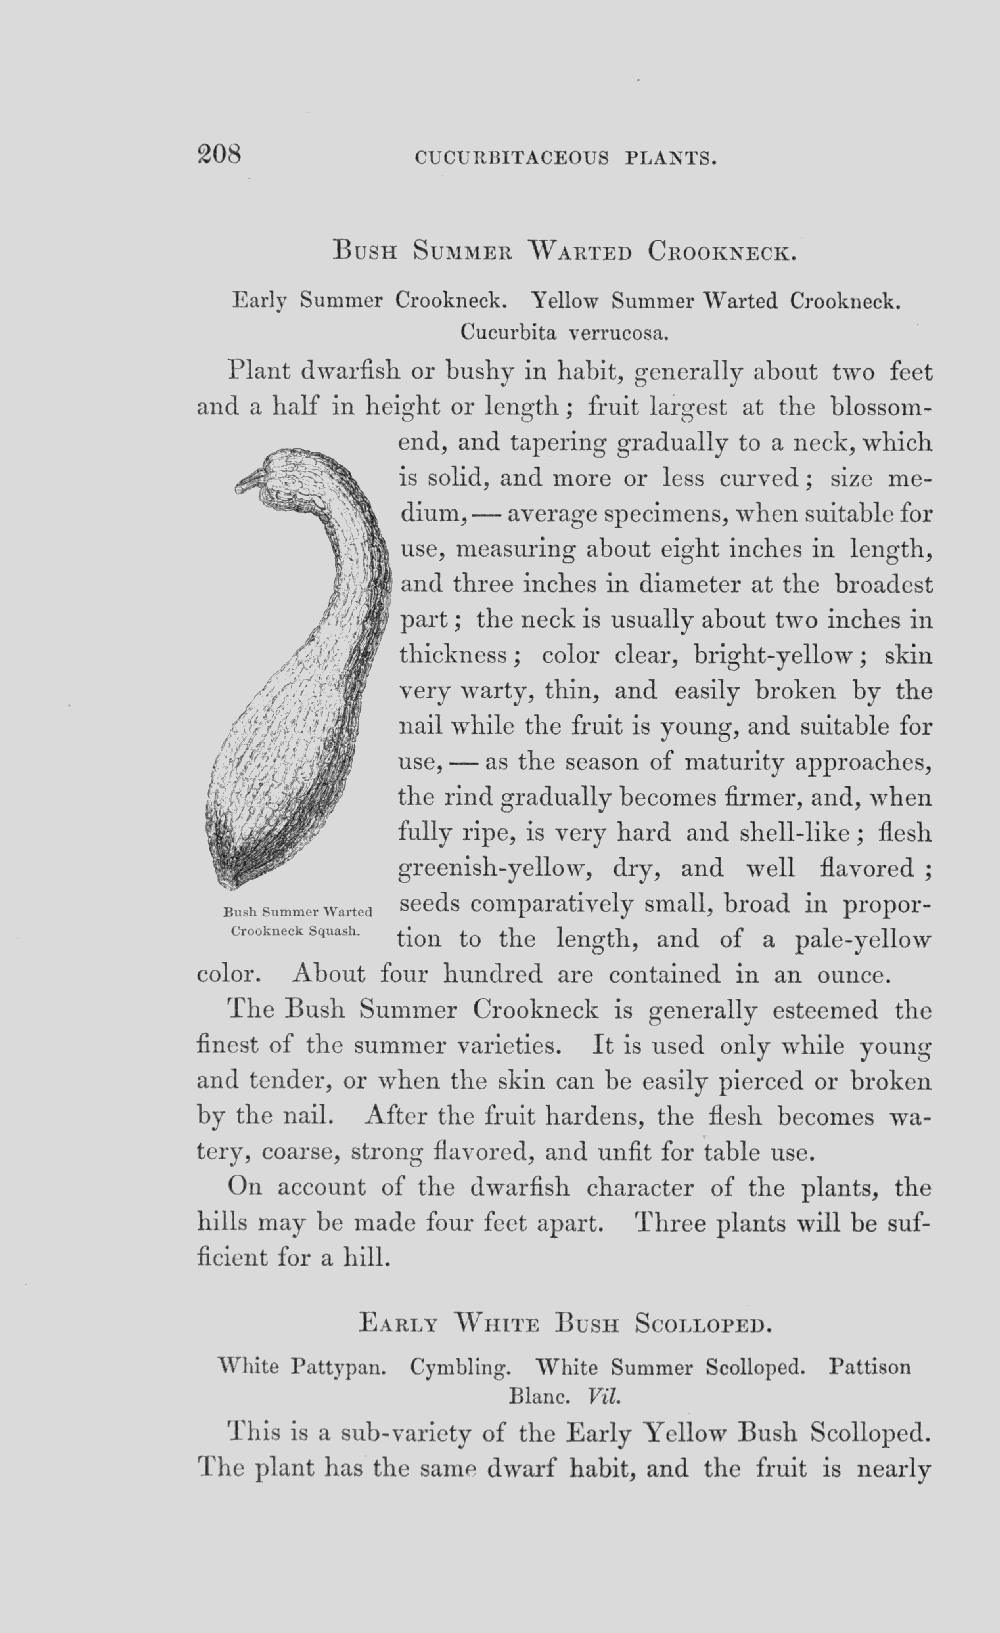 208
CUCURBITACEOUS PLANTS.
Bush Summer Warted Crookneck.
Early Summer Crookneck. Yellow Summer Warted Crookneck.
Cucurbita verrucosa.
Plant dwarfish or bushy in habit, generally about two feet
and a half in height or length; fruit largest at the blossom-
end, and tapering gradually to a neck, which
is solid, and more or less curved; size me-
dium, — average specimens, when suitable for
use, measuring about eight inches in length,
and three inches in diameter at the broadest
part; the neck is usually about two inches in
thickness; color clear, bright-yellow; skin
very warty, thin, and easily broken by the
nail while the fruit is young, and suitable for
use, — as the season of maturity approaches,
the rind gradually becomes firmer, and, when
fully ripe, is very hard and shell-like; flesh
greenish-yellow, dry, and well flavored;
seeds comparatively small, broad in propor-
tion to the length, and of a pale-yellow
Bush Summer Warted
Crookneck Squash.
color. About four hundred are contained in an ounce.
The Bush Summer Crookneck is generally esteemed the
finest of the summer varieties. It is used only while young
and tender, or when the skin can be easily pierced or broken
by the nail. After the fruit hardens, the flesh becomes wa-
tery, coarse, strong flavored, and unfit for table use.
On account of the dwarfish character of the plants, the
hills may be made four feet apart. Three plants will be suf-
ficient for a hill.
Early White Bush Scolloped.
White Pattypan. Cymbling. White Summer Scolloped. Pattison
Blanc. Vil.
This is a sub-variety of the Early Yellow Bush Scolloped.
The plant has the same dwarf habit, and the fruit is nearly